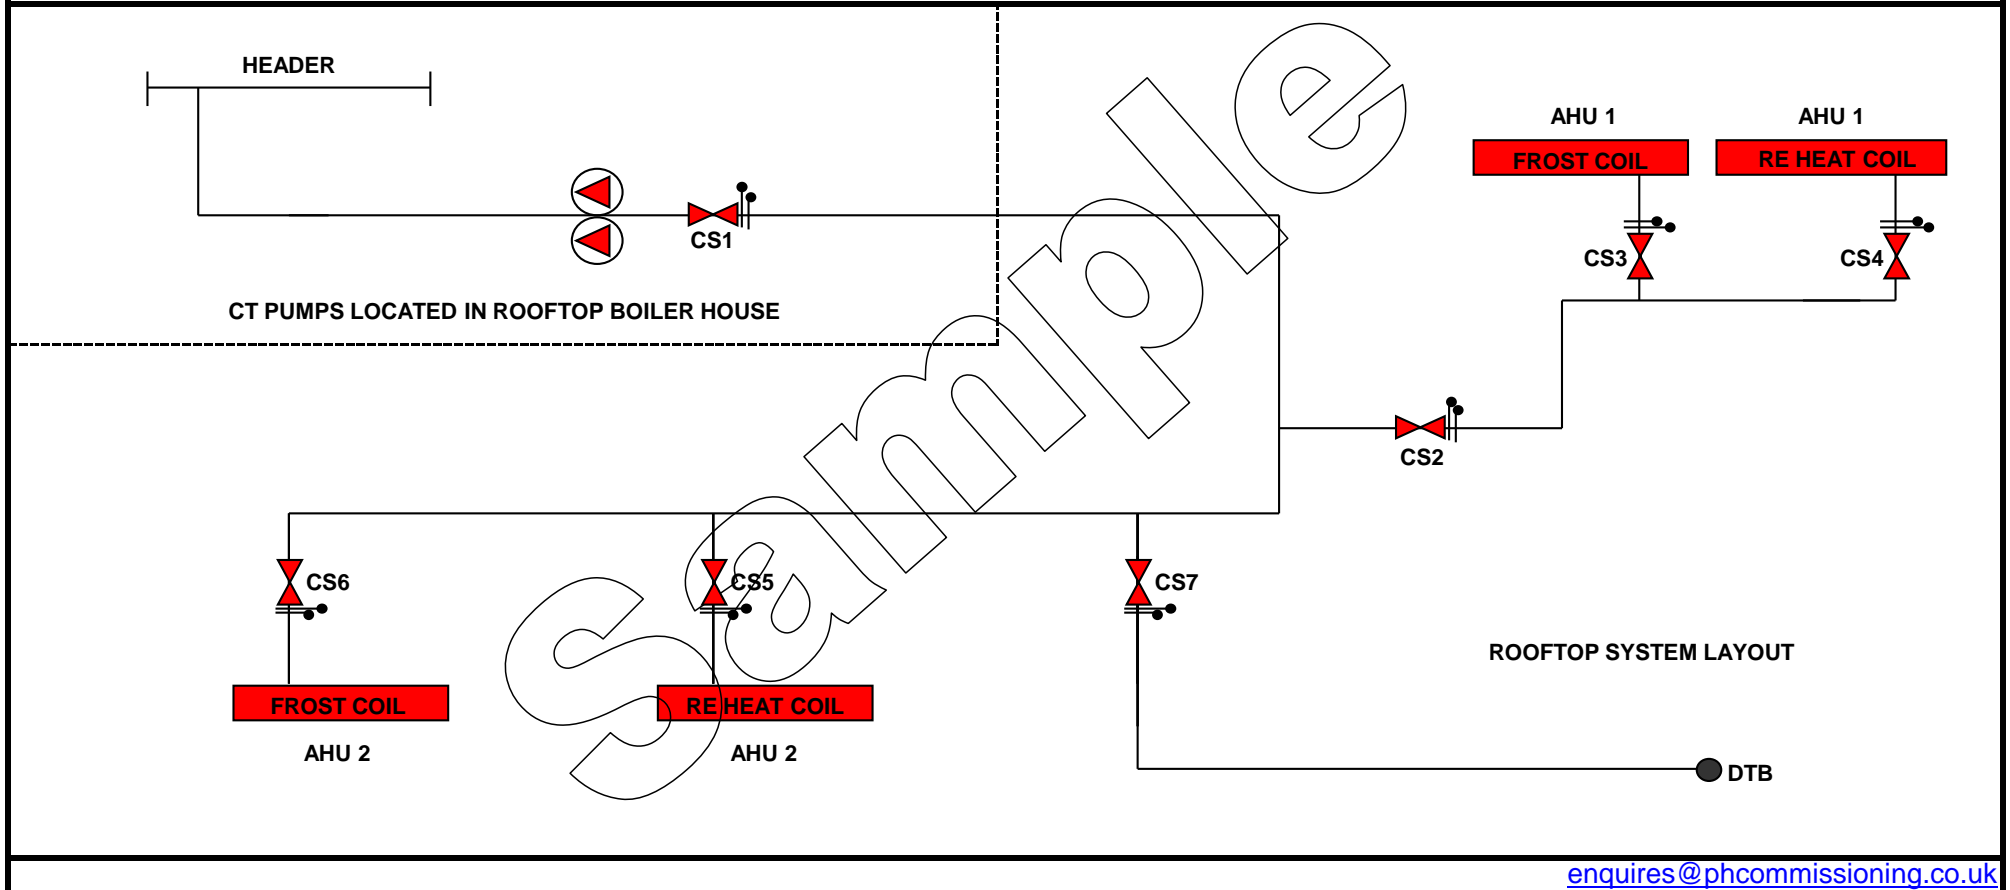 HEADER
AHU 1
AHU 1
FROST COIL
RE HEAT COIL
CS1
CS3
CS4
CT PUMPS LOCATED IN ROOFTOP BOILER HOUSE
CS2
CS6
CS5
CS7
ROOFTOP SYSTEM LAYOUT
FROST COIL
RE HEAT COIL
AHU 2
AHU 2
DTB
Sample
enquires@phcommissioning.co.uk